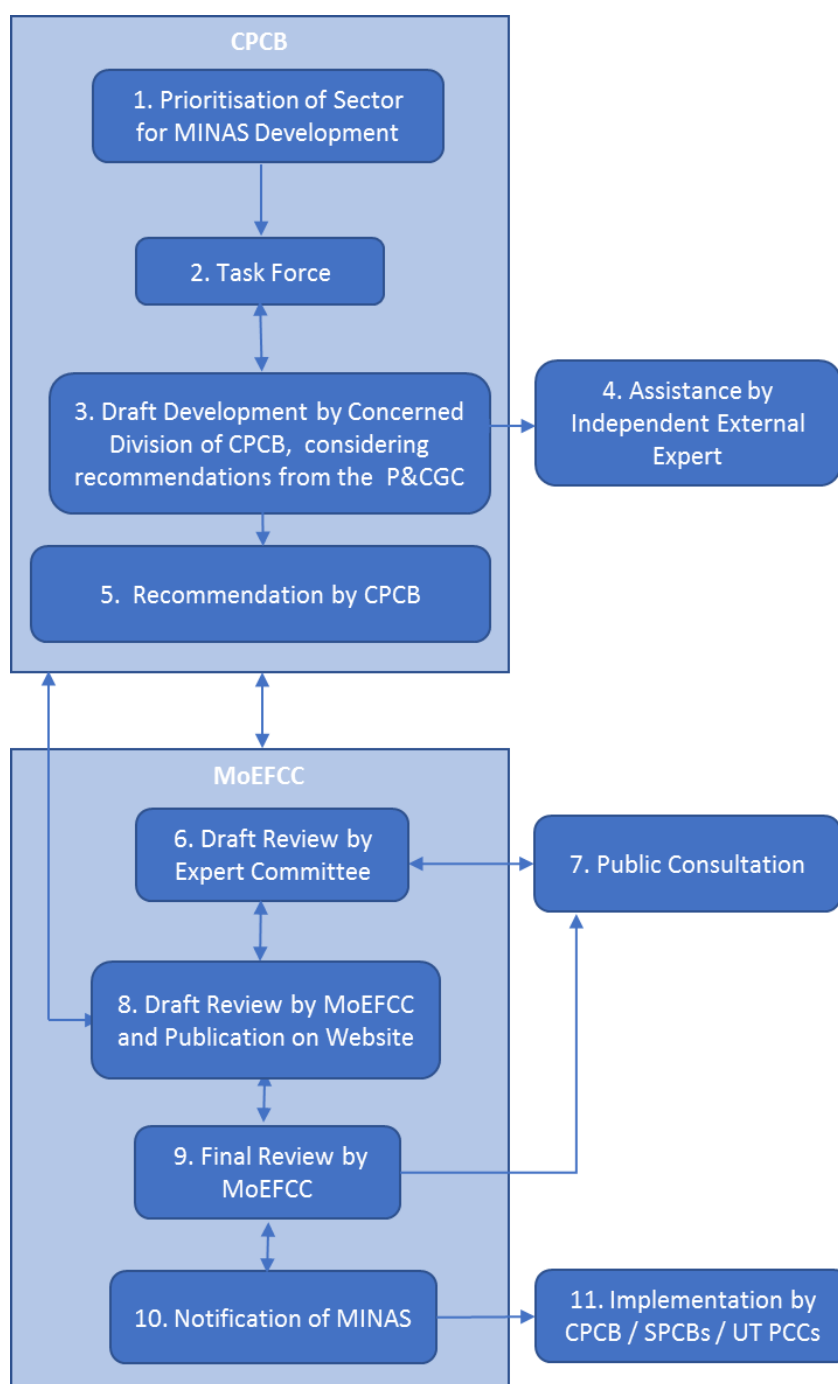 CPCB
1. Prioritisation of Sector
for MINAS Development
2. Task Force
3. Draft Development by Concerned
Division of CPCB, considering
recommendations from the P&CGC
4. Assistance by
Independent External
Expert
5. Recommendation by CPCB
MoEFCC
6. Draft Review by
Expert Committee
7. Public Consultation
8. Draft Review by MoEFCC
and Publication on Website
9. Final Review by
MoEFCC
10. Notification of MINAS
11. Implementation by
CPCB / SPCBs / UT PCCs